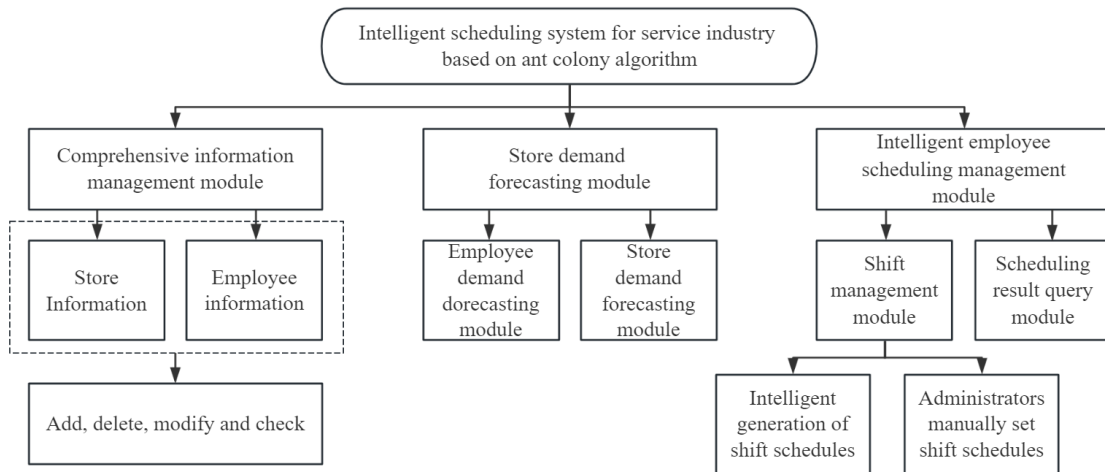 Intelligent scheduling system for service industry
based on ant colony algorithm
Comprehensive information
management module
Store demand
forecasting module
Intelligent employee
scheduling management
module
Store
Information
Employee
information
Employee
demand
dorecasting
module
Store
demand
forecasting
module
Shift
management
module
Scheduling
result query
module
Add, delete, modify and check
Intelligent
generation of
shift schedules
Administrators
manually set
shift schedules